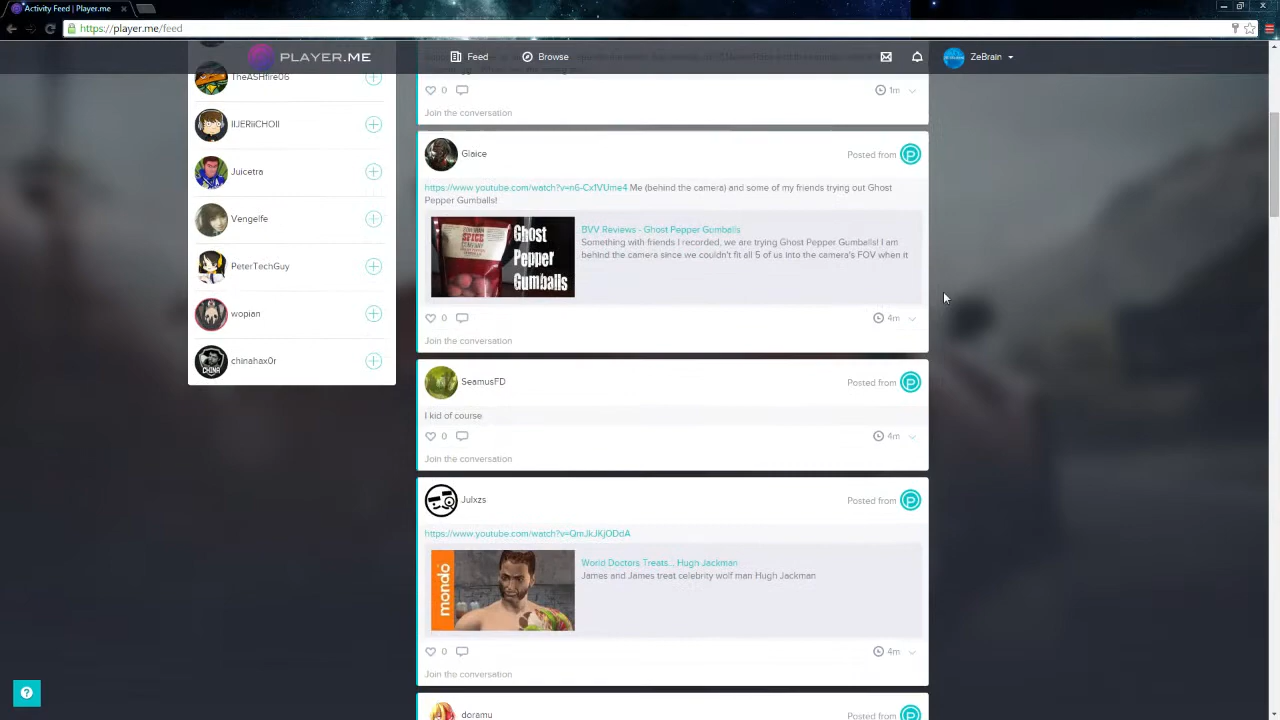 Activity Feed | Player.me
https://player.me/feed
PLAYER.ME
Feed
Browse
ZeBrain
TheASHfire06
IIJERiiCHOII
Juicetra
Vengelfe
PeterTechGuy
wopian
chinahax0r
0
1m
Join the conversation
Glaice
Posted from
https://www.youtube.com/watch?v=n6-Cx1VUme4 Me (behind the camera) and some of my friends trying out Ghost
Pepper Gumballs!
Ghost
Pepper
Gumballs
BVV Reviews - Ghost Pepper Gumballs
Something with friends I recorded, we are trying Ghost Pepper Gumballs! I am
behind the camera since we couldn't fit all 5 of us into the camera's FOV when it
0
4m
Join the conversation
SeamusFD
Posted from
I kid of course
0
4m
Join the conversation
Julxzs
Posted from
https://www.youtube.com/watch?v=QmJkJKjODdA
mondo
World Doctors Treats... Hugh Jackman
James and James treat celebrity wolf man Hugh Jackman
0
4m
Join the conversation
doramu
Posted from